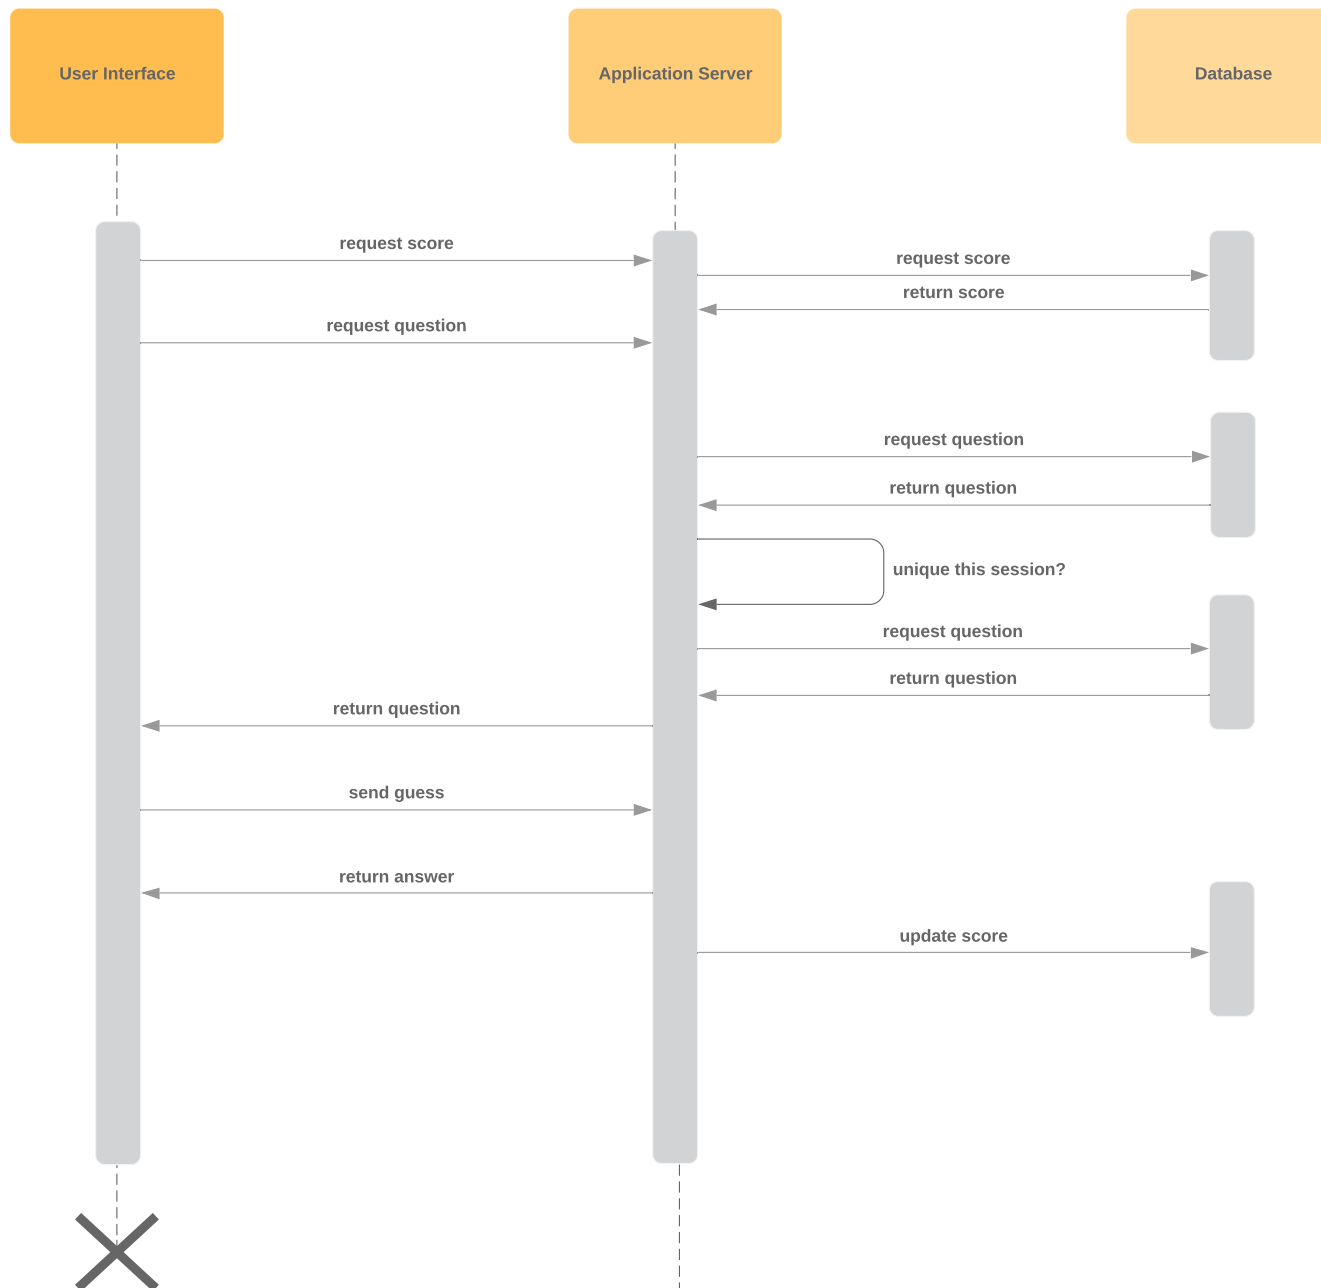 User Interface
Application Server
Database
request score
request score
return score
request question
request question
return question
unique this session?
request question
return question
return question
send guess
return answer
update score